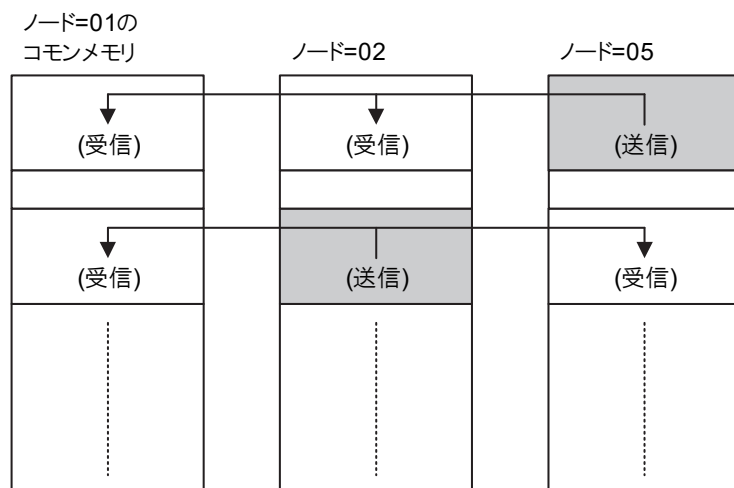 ノード=01の
コモンメモリ
ノード=02
ノード=05
(受信)
(受信)
(送信)
(受信)
(送信)
(受信)